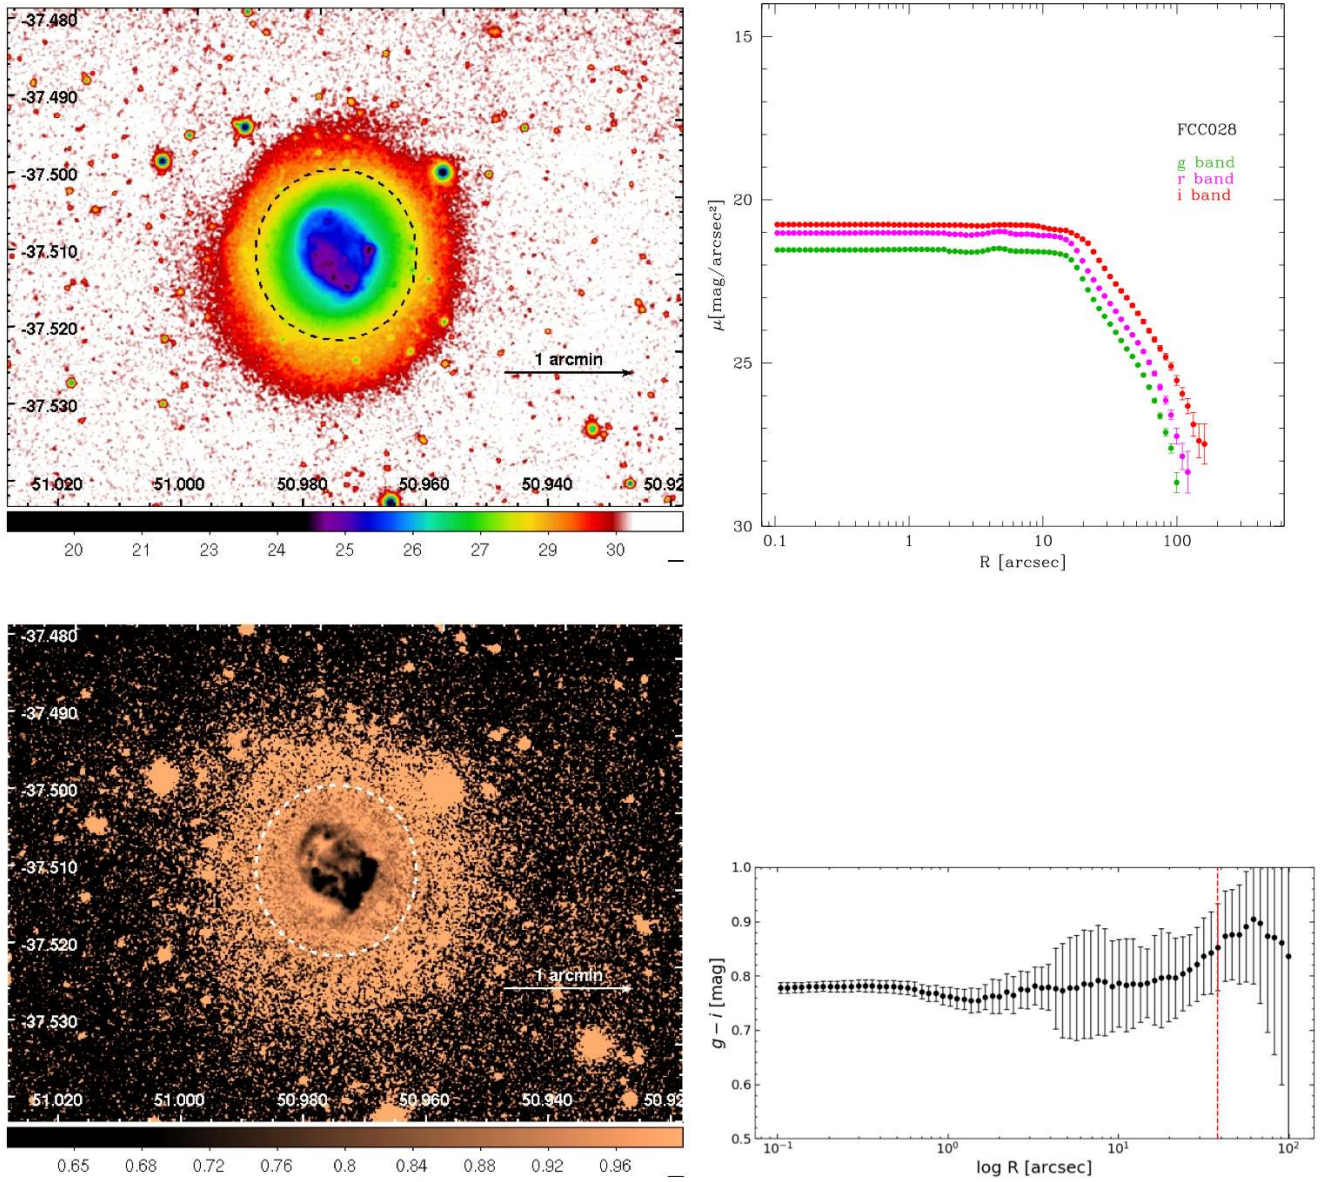 -37.480
-37.490
-37.500
-37.510
-37.520
-37.530
1 arcmin
51.020 51.000 50.980 50.960 50.940 50.92
20 21 22 23 24 25 26 27 28 29 30
15
20
25
30
μ[mag/arcsec²]
FCC028
g band
r band
i band
0.1 1 10 100
R [arcsec]
-37.480
-37.490
-37.500
-37.510
-37.520
-37.530
1 arcmin
51.020 51.000 50.980 50.960 50.940 50.92
0.65 0.68 0.72 0.76 0.8 0.84 0.88 0.92 0.96
1.0
0.9
0.8
0.7
0.6
0.5
g − i [mag]
10⁻¹ 10⁰ 10¹ 10²
log R [arcsec]